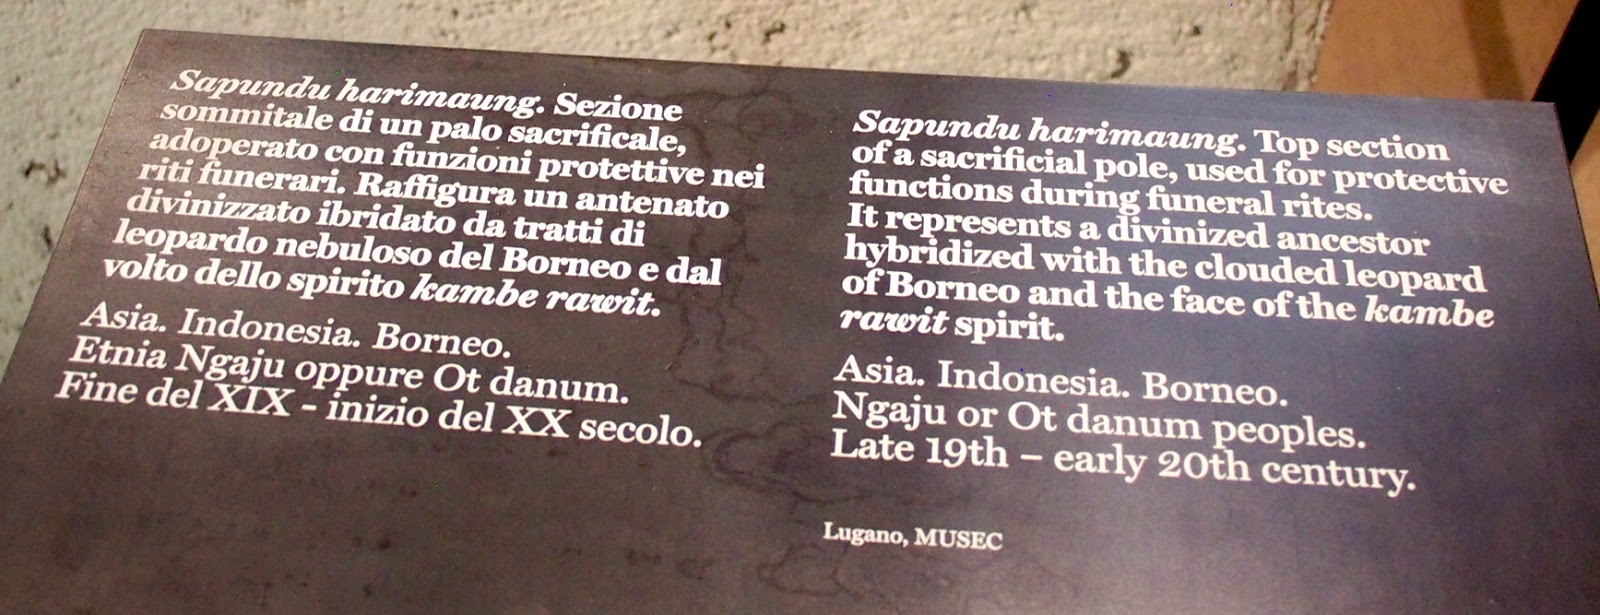 Sapundu harimaung. Sezione
sommitale di un palo sacrificale,
adoperato con funzioni protettive nei
riti funerari. Raffigura un antenato
divinizzato ibridato da tratti di
leopardo nebuloso del Borneo e dal
volto dello spirito kambe rawit.
Asia. Indonesia. Borneo.
Etnia Ngaju oppure Ot danum.
Fine del XIX - inizio del XX secolo.
Sapundu harimaung. Top section
of a sacrificial pole, used for protective
functions during funeral rites.
It represents a divinized ancestor
hybridized with the clouded leopard
of Borneo and the face of the kambe
rawit spirit.
Asia. Indonesia. Borneo.
Ngaju or Ot danum peoples.
Late 19th – early 20th century.
Lugano, MUSEC